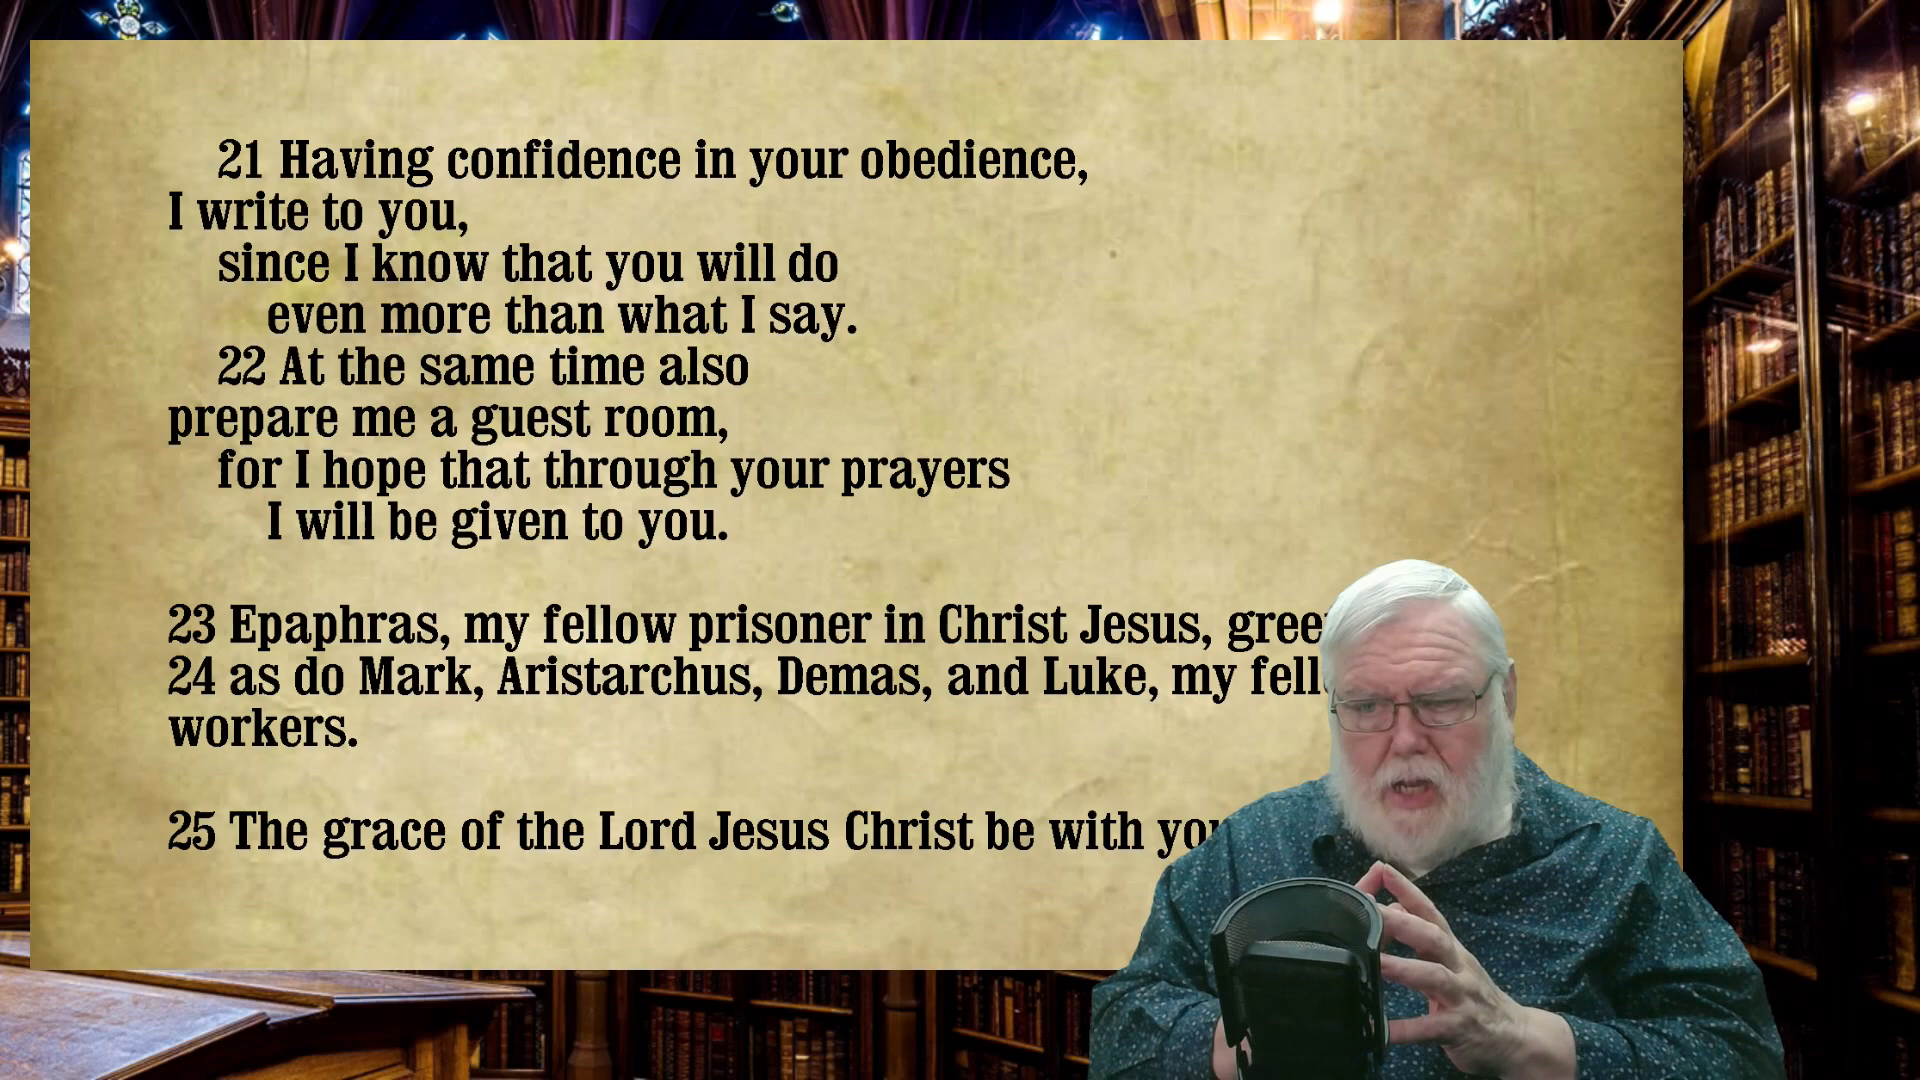 21 Having confidence in your obedience,
I write to you,
since I know that you will do
even more than what I say.
22 At the same time also
prepare me a guest room,
for I hope that through your prayers
I will be given to you.
23 Epaphras, my fellow prisoner in Christ Jesus,
24 as do Mark, Aristarchus, Demas, and Luke, my
workers.
25 The grace of the Lord Jesus Christ be with